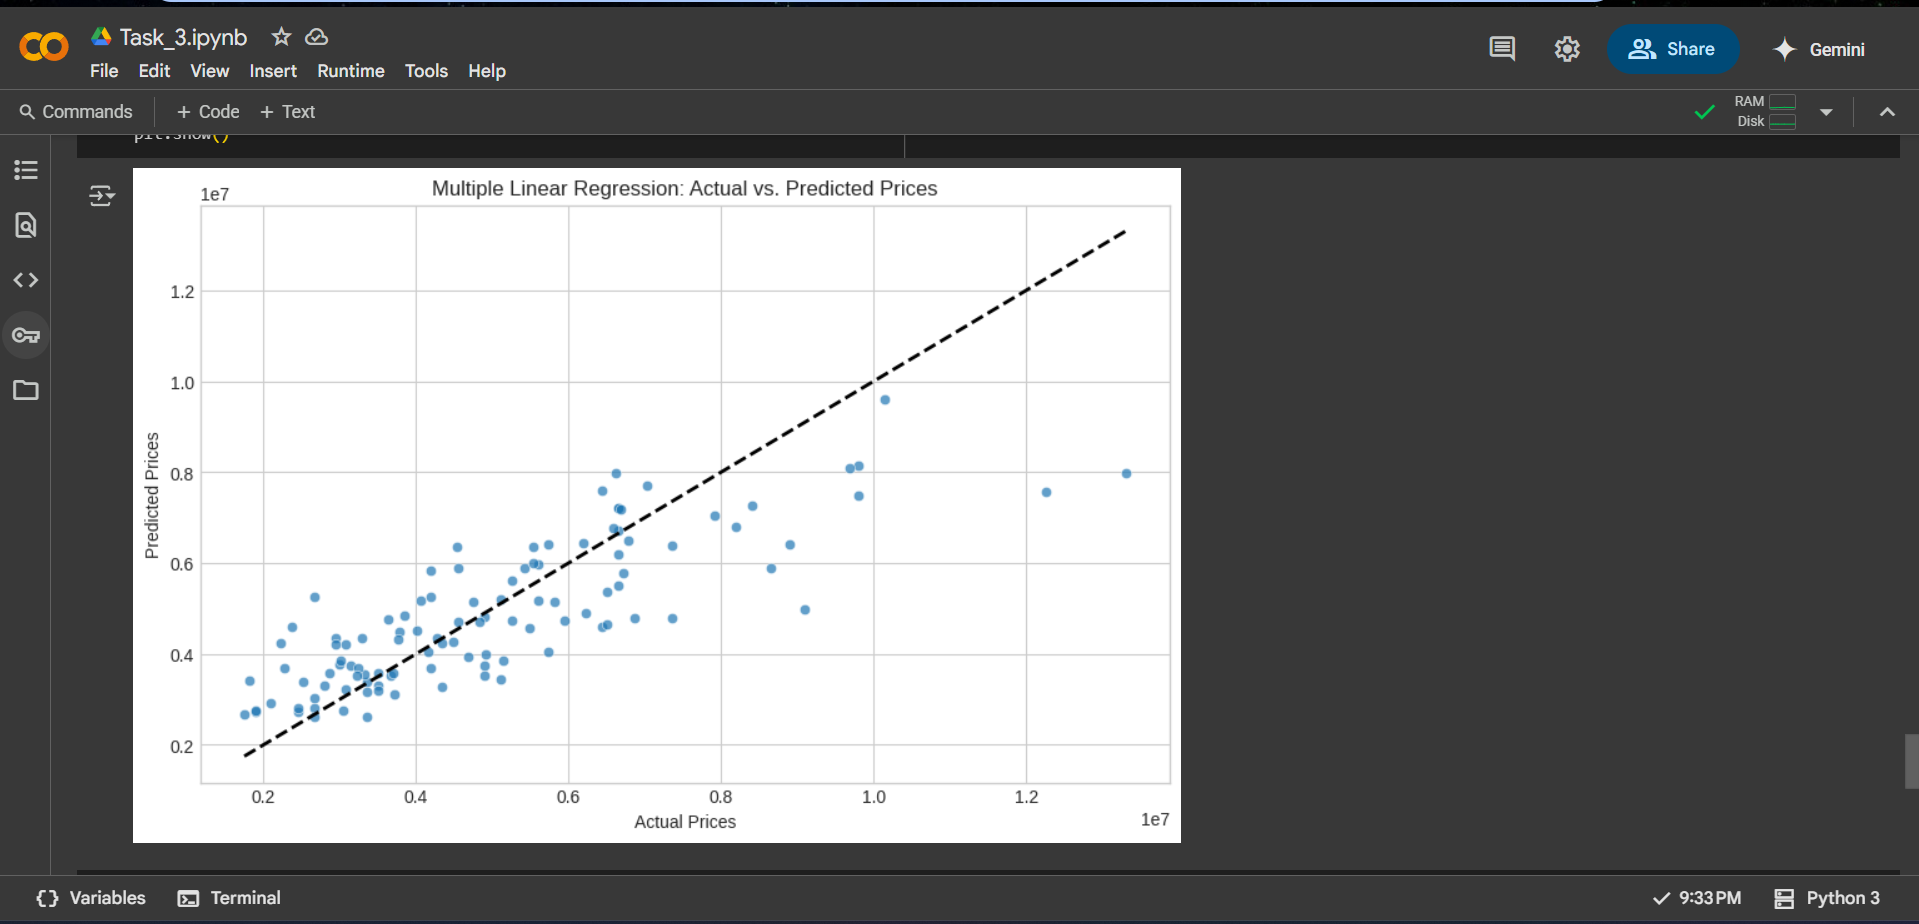 Task_3.ipynb
File Edit View Insert Runtime Tools Help
Share
Gemini
Commands
+ Code + Text
RAM
Disk
plt.show()
Multiple Linear Regression: Actual vs. Predicted Prices
1e7
1.2
1.0
0.8
0.6
0.4
0.2
Predicted Prices
0.2 0.4 0.6 0.8 1.0 1.2
Actual Prices
1e7
Variables
Terminal
9:33 PM
Python 3